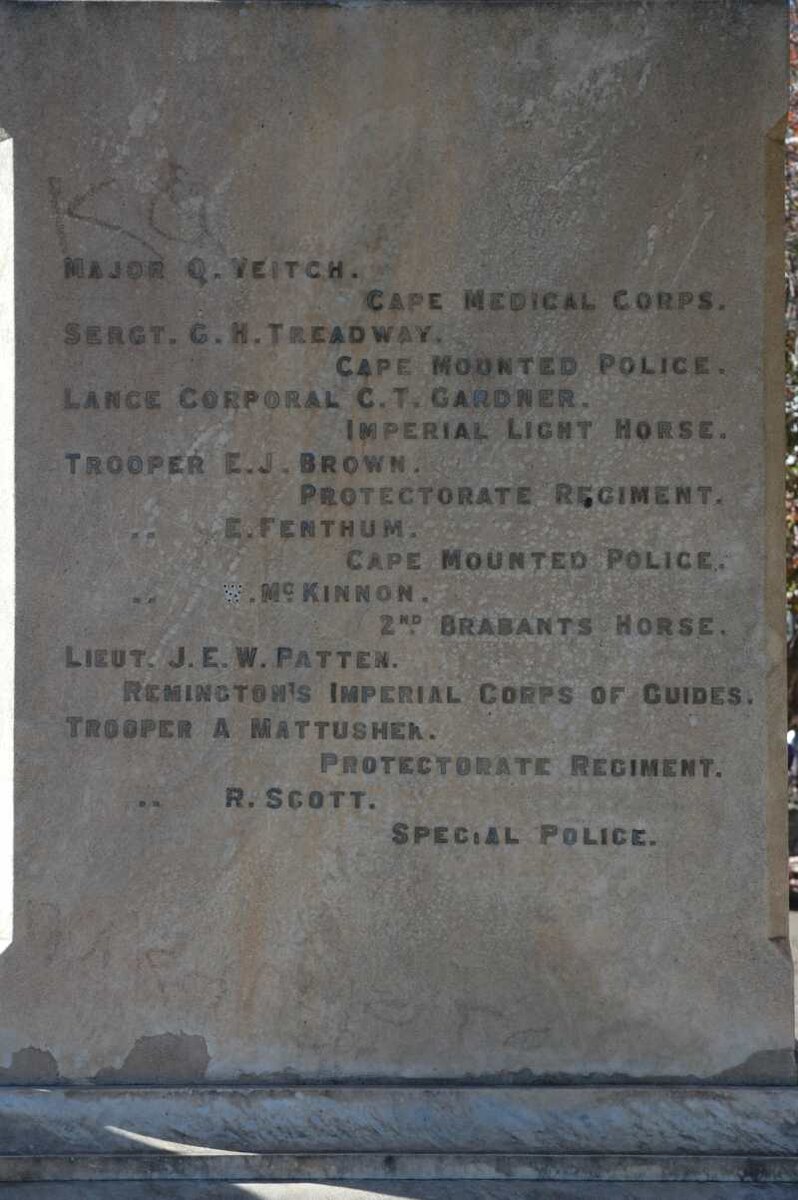 MAJOR Q. VEITCH.
CAPE MEDICAL CORPS.
SERGT. G. H. TREADWAY.
CAPE MOUNTED POLICE.
LANCE CORPORAL C. T. GARDNER.
IMPERIAL LIGHT HORSE.
TROOPER E. J. BROWN.
PROTECTORATE REGIMENT.
,, E. FENTHUM.
CAPE MOUNTED POLICE.
,, MCKINNON.
2ND BRABANTS HORSE.
LIEUT. J. E. W. PATTEN.
REMINGTON'S IMPERIAL CORPS OF GUIDES.
TROOPER A MATTUSHEK.
PROTECTORATE REGIMENT.
,, R. SCOTT.
SPECIAL POLICE.